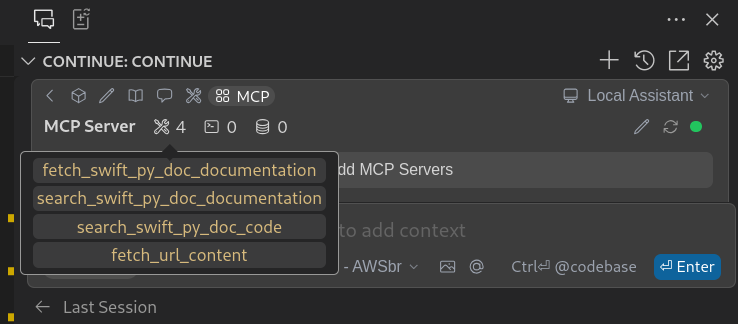 CONTINUE: CONTINUE
MCP
Local Assistant
MCP Server 4 0 0
fetch_swift_py_doc_documentation
search_swift_py_doc_documentation
search_swift_py_doc_code
fetch_url_content
dd MCP Servers
to add context
- AWSbr
@ Ctrl⏎ @codebase
⏎ Enter
Last Session